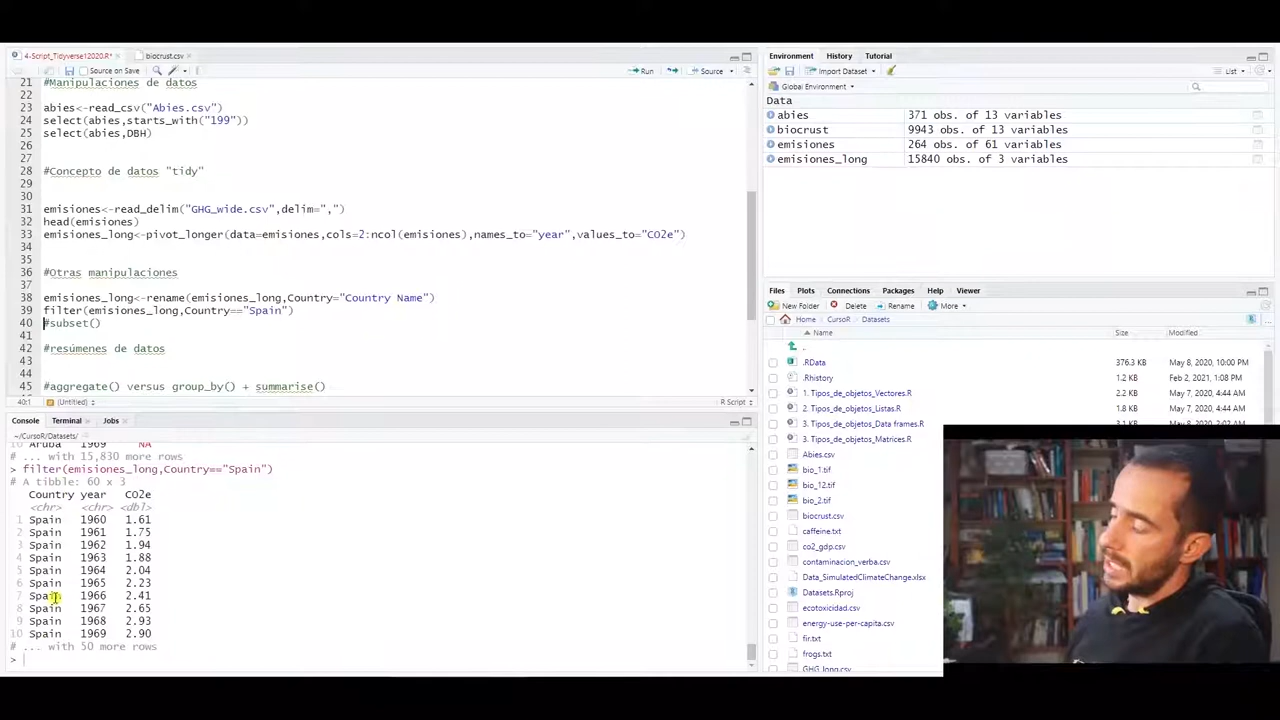 4-Script_Tidyverse12020.R*
biocrust.csv
Source on Save
Run
Source
21 #Manipulaciones de datos
22
23 abies<-read_csv("Abies.csv")
24 select(abies,starts_with("199"))
25 select(abies,DBH)
26
27
28 #Concepto de datos "tidy"
29
30
31 emisiones<-read_delim("GHG_wide.csv",delim=",")
32 head(emisiones)
33 emisiones_long<-pivot_longer(data=emisiones,cols=2:ncol(emisiones),names_to="year",values_to="CO2e")
34
35
36 #Otras manipulaciones
37
38 emisiones_long<-rename(emisiones_long,Country="Country Name")
39 filter(emisiones_long,Country=="Spain")
40 #subset()
41
42 #resúmenes de datos
43
44
45 #aggregate() versus group_by() + summarise()
40:1 (Untitled) R Script
Console Terminal Jobs
~/CursoR/Datasets/
10 Aruba 1969 NA
# ... with 15,830 more rows
> filter(emisiones_long,Country=="Spain")
# A tibble: 60 x 3
Country year CO2e
<chr> <chr> <dbl>
1 Spain 1960 1.61
2 Spain 1961 1.75
3 Spain 1962 1.94
4 Spain 1963 1.88
5 Spain 1964 2.04
6 Spain 1965 2.23
7 Spain 1966 2.41
8 Spain 1967 2.65
9 Spain 1968 2.93
10 Spain 1969 2.90
# ... with 50 more rows
>
Environment History Tutorial
Import Dataset List
Global Environment
Data
abies 371 obs. of 13 variables
biocrust 9943 obs. of 13 variables
emisiones 264 obs. of 61 variables
emisiones_long 15840 obs. of 3 variables
Files Plots Connections Packages Help Viewer
New Folder Delete Rename More
Home CursoR Datasets
Name Size Modified
..
.RData 376.3 KB May 8, 2020, 10:00 PM
.Rhistory 1.2 KB Feb 2, 2021, 1:08 PM
1. Tipos_de_objetos_Vectores.R 2.2 KB May 7, 2020, 4:44 AM
2. Tipos_de_objetos_Listas.R 1.8 KB May 7, 2020, 4:44 AM
3. Tipos_de_objetos_Data frames.R
3. Tipos_de_objetos_Matrices.R
Abies.csv
bio_1.tif
bio_12.tif
bio_2.tif
biocrust.csv
caffeine.txt
co2_gdp.csv
contaminacion_verba.csv
Data_SimulatedClimateChange.xlsx
Datasets.Rproj
ecotoxicidad.csv
energy-use-per-capita.csv
fir.txt
frogs.txt
GHG_long.csv